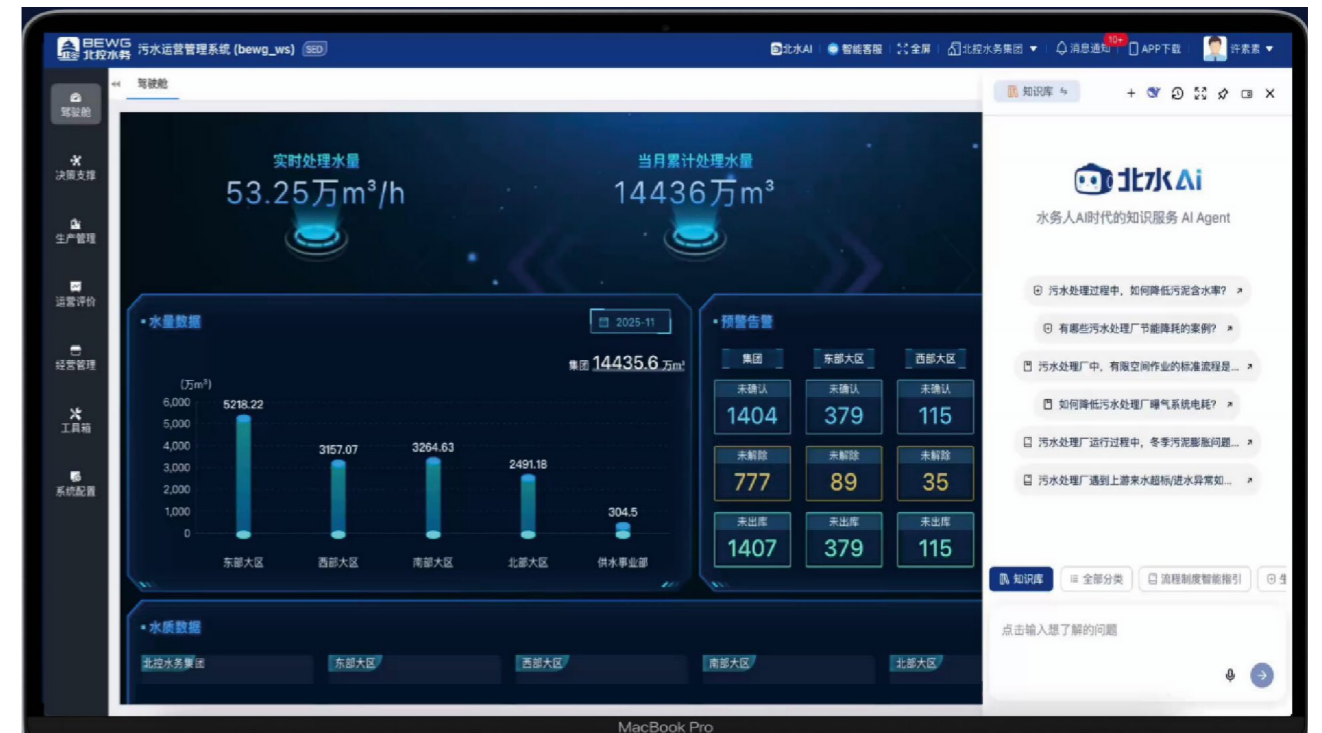 BEWG
北控水务
污水运营管理系统 (bewg_ws) SED
北水AI 智能客服 全屏 北控水务集团 消息通知 10+ APP下载 许素素
驾驶舱
决策支撑
生产管理
运营评价
经营管理
工具箱
系统配置
驾驶舱
实时处理水量
53.25万m³/h
当月累计处理水量
14436万m³
水量数据
2025-11
集团 14435.6 万m³
(万m³)
6,000
5,000
4,000
3,000
2,000
1,000
0
5218.22
3157.07
3264.63
2491.18
304.5
东部大区 西部大区 南部大区 北部大区 供水事业部
预警告警
集团 东部大区 西部大区
未确认 未确认 未确认
1404 379 115
未解除 未解除 未解除
777 89 35
未出库 未出库 未出库
1407 379 115
水质数据
北控水务集团 东部大区 西部大区 南部大区 北部大区
知识库
北水Ai
水务人AI时代的知识服务 AI Agent
污水处理过程中，如何降低污泥含水率？
有哪些污水处理厂节能降耗的案例？
污水处理厂中，有限空间作业的标准流程是...
如何降低污水处理厂曝气系统电耗？
污水处理厂运行过程中，冬季污泥膨胀问题...
污水处理厂遇到上游来水超标/进水异常如...
知识库 全部分类 流程制度智能指引
点击输入想了解的问题
MacBook Pro